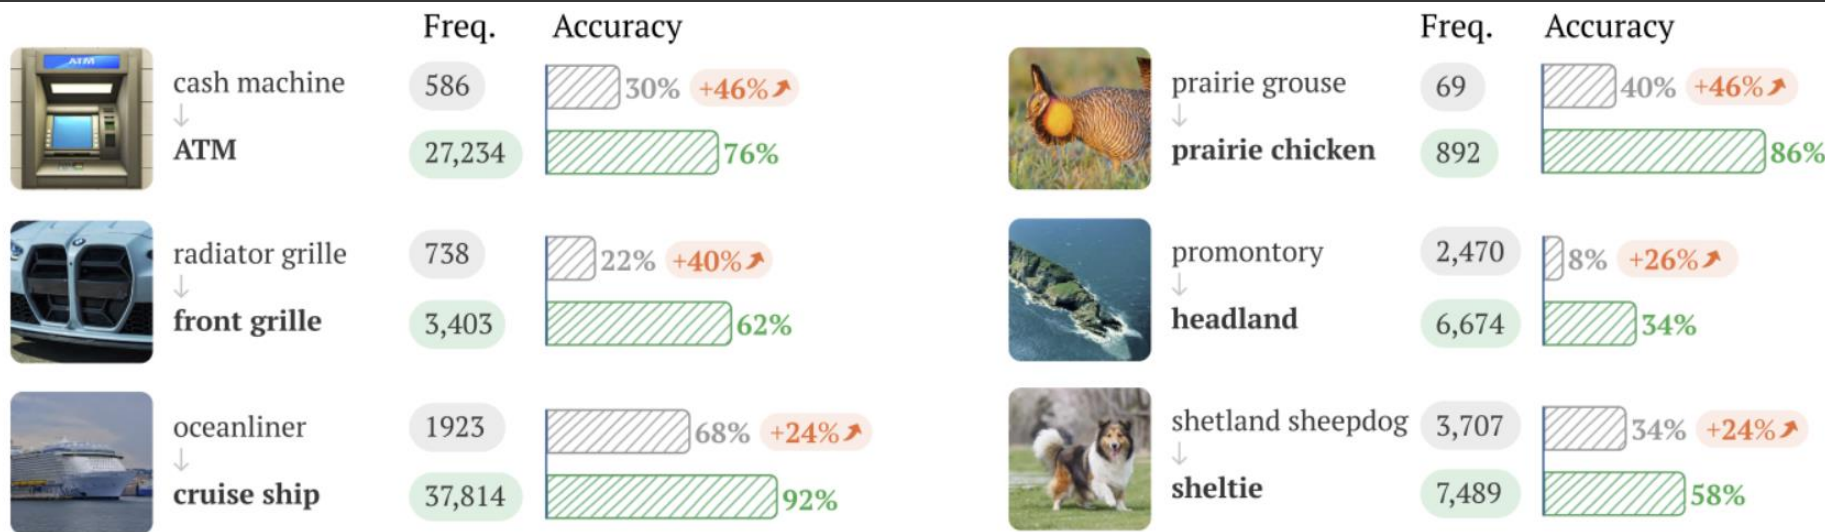 Freq. Accuracy
ATM
cash machine 586 30% +46%
↓
ATM 27,234 76%
radiator grille 738 22% +40%
↓
front grille 3,403 62%
oceanliner 1923 68% +24%
↓
cruise ship 37,814 92%
Freq. Accuracy
prairie grouse 69 40% +46%
↓
prairie chicken 892 86%
promontory 2,470 8% +26%
↓
headland 6,674 34%
shetland sheepdog 3,707 34% +24%
↓
sheltie 7,489 58%